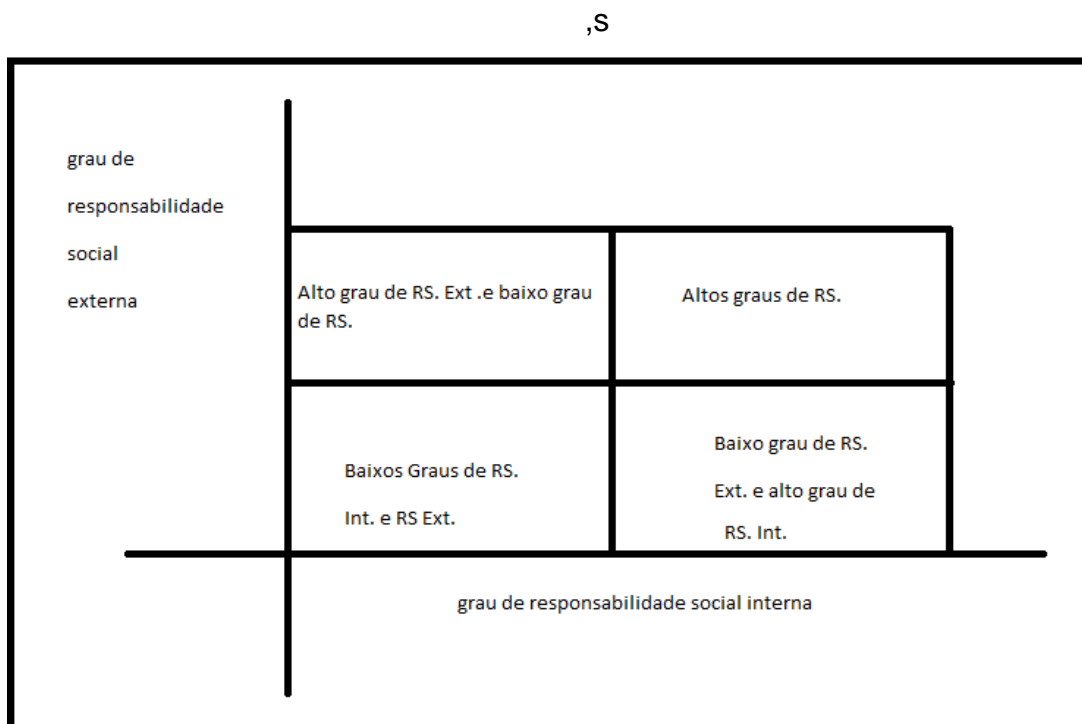 ,s
grau de
responsabilidade
social
externa
Alto grau de RS. Ext .e baixo grau
de RS.
Altos graus de RS.
Baixos Graus de RS.
Int. e RS Ext.
Baixo grau de RS.
Ext. e alto grau de
RS. Int.
grau de responsabilidade social interna